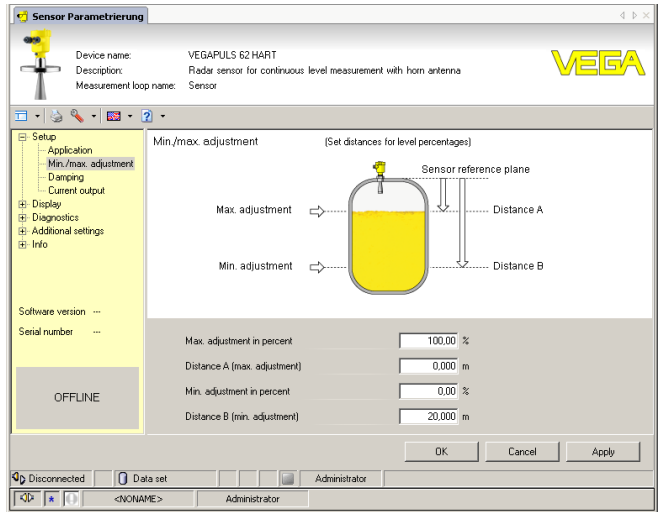 Sensor Parametrierung
Device name: VEGAPULS 62 HART
Description: Radar sensor for continuous level measurement with horn antenna
Measurement loop name: Sensor
VEGA
Setup
Application
Min./max. adjustment
Damping
Current output
Display
Diagnostics
Additional settings
Info
Software version ---
Serial number ---
OFFLINE
Min./max. adjustment (Set distances for level percentages)
Sensor reference plane
Max. adjustment Distance A
Min. adjustment Distance B
Max. adjustment in percent 100,00 %
Distance A (max. adjustment) 0,000 m
Min. adjustment in percent 0,00 %
Distance B (min. adjustment) 20,000 m
OK Cancel Apply
Disconnected Data set Administrator
<NONAME> Administrator